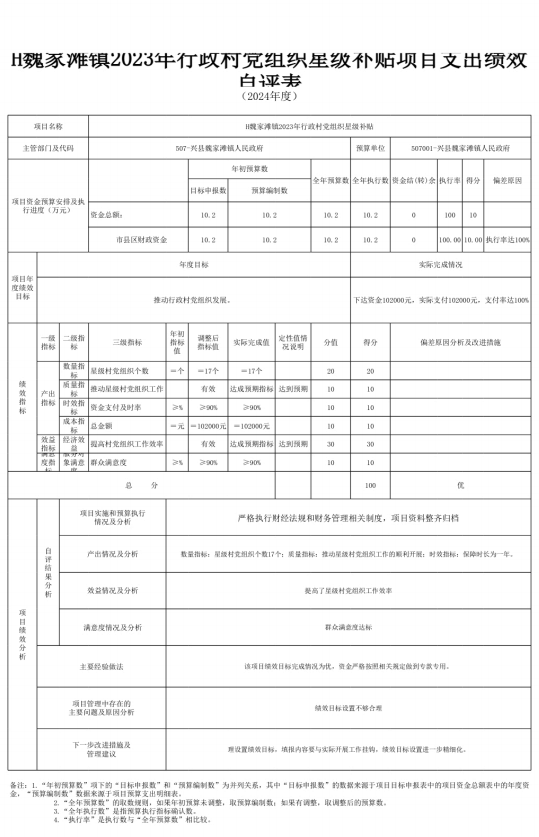 H魏家滩镇2023年行政村党组织星级补贴项目支出绩效
自评表
（2024年度）
项目名称 H魏家滩镇2023年行政村党组织星级补贴
主管部门及代码 507-兴县魏家滩镇人民政府 预算单位 507001-兴县魏家滩镇人民政府
项目资金预算安排及执
行进度（万元）
年初预算数
目标申报数 预算编制数 全年预算数 全年执行数 资金结(转)余 执行率 得分 偏差原因
资金总额： 10.2 10.2 10.2 10.2 0 100 10
市县区财政资金 10.2 10.2 10.2 10.2 0 100.00 10.00 执行率达100%
项目年
度绩效
目标
年度目标 实际完成情况
推动行政村党组织发展。 下达资金102000元，实际支付102000元，支付率达100%
绩
效
指
标
一级
指标 二级指
标 三级指标 年初
指标
值 调整后
指标值 实际完成值 定性值情
况说明 分值 得分 偏差原因分析及改进措施
产出
指标
数量指
标 星级村党组织个数 ＝个 ＝17个 ＝17个 20 20
质量指
标 推动星级村党组织工作 有效 达成预期指标 达到预期 10 10
时效指
标 资金支付及时率 ≥% ≥90% ≥90% 10 10
成本指
标 总金额 ＝元 ＝102000元 ＝102000元 10 10
效益
指标 经济效
益 提高村党组织工作效率 有效 达成预期指标 达到预期 30 30
满意
度指
标 服务对
象满意
度 群众满意度 ≥% ≥90% ≥90% 10 10
总 分 100 优
项
目
绩
效
分
析
自
评
结
果
分
析
项目实施和预算执行
情况及分析 严格执行财经法规和财务管理相关制度，项目资料整齐归档
产出情况及分析 数量指标：星级村党组织个数17个；质量指标：推动星级村党组织工作的顺利开展；时效指标：保障时长为一年。
效益情况及分析 提高了星级村党组织工作效率
满意度情况及分析 群众满意度达标
主要经验做法 该项目绩效目标完成情况为优，资金严格按照相关规定做到专款专用。
项目管理中存在的
主要问题及原因分析 绩效目标设置不够合理
下一步改进措施及
管理建议 理设置绩效目标，填报内容要与实际开展工作挂钩，绩效目标设置进一步精细化。
备注：1.“年初预算数”项下的“目标申报数”和“预算编制数”为并列关系，其中“目标申报数”的数据来源于项目目标申报表中的项目资金总额表中的年度资
金，“预算编制数”数据来源于项目预算支出明细表。
2.“全年预算数”的取数规则，如果年初预算未调整，取预算编制数；如果有调整，取调整后的预算数。
3.“全年执行数”是指预算执行指标确认数。
4.“执行率”是执行数与“全年预算数”相比较。